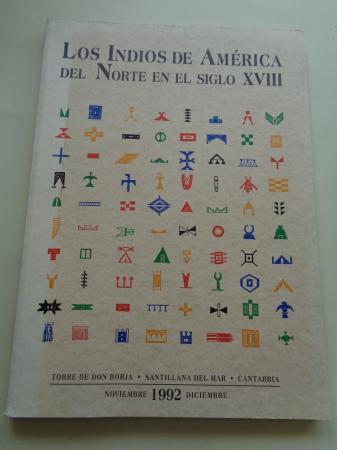 LOS INDIOS DE AMÉRICA
DEL NORTE EN EL SIGLO XVIII
TORRE DE DON BORJA • SANTILLANA DEL MAR • CANTABRIA
NOVIEMBRE 1992 DICIEMBRE